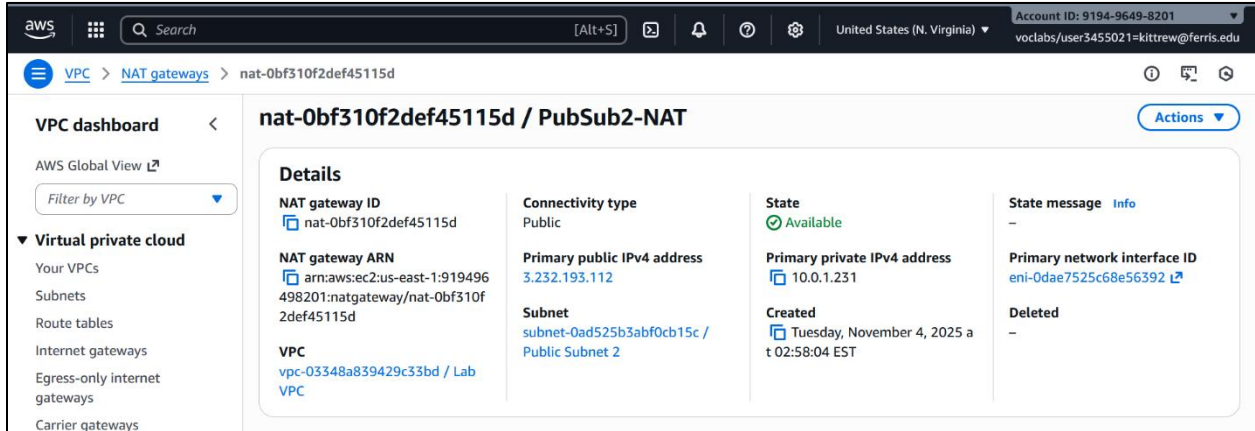 aws
Search
[Alt+S]
United States (N. Virginia)
Account ID: 9194-9649-8201
voclabs/user3455021=kittrew@ferris.edu
VPC > NAT gateways > nat-0bf310f2def45115d
VPC dashboard
AWS Global View
Filter by VPC
Virtual private cloud
Your VPCs
Subnets
Route tables
Internet gateways
Egress-only internet
gateways
Carrier gateways
nat-0bf310f2def45115d / PubSub2-NAT
Actions
Details
NAT gateway ID
nat-0bf310f2def45115d
NAT gateway ARN
arn:aws:ec2:us-east-1:919496
498201:natgateway/nat-0bf310f
2def45115d
VPC
vpc-03348a839429c33bd / Lab
VPC
Connectivity type
Public
Primary public IPv4 address
3.232.193.112
Subnet
subnet-0ad525b3abf0cb15c /
Public Subnet 2
State
Available
Primary private IPv4 address
10.0.1.231
Created
Tuesday, November 4, 2025 a
t 02:58:04 EST
State message Info
–
Primary network interface ID
eni-0dae7525c68e56392
Deleted
–